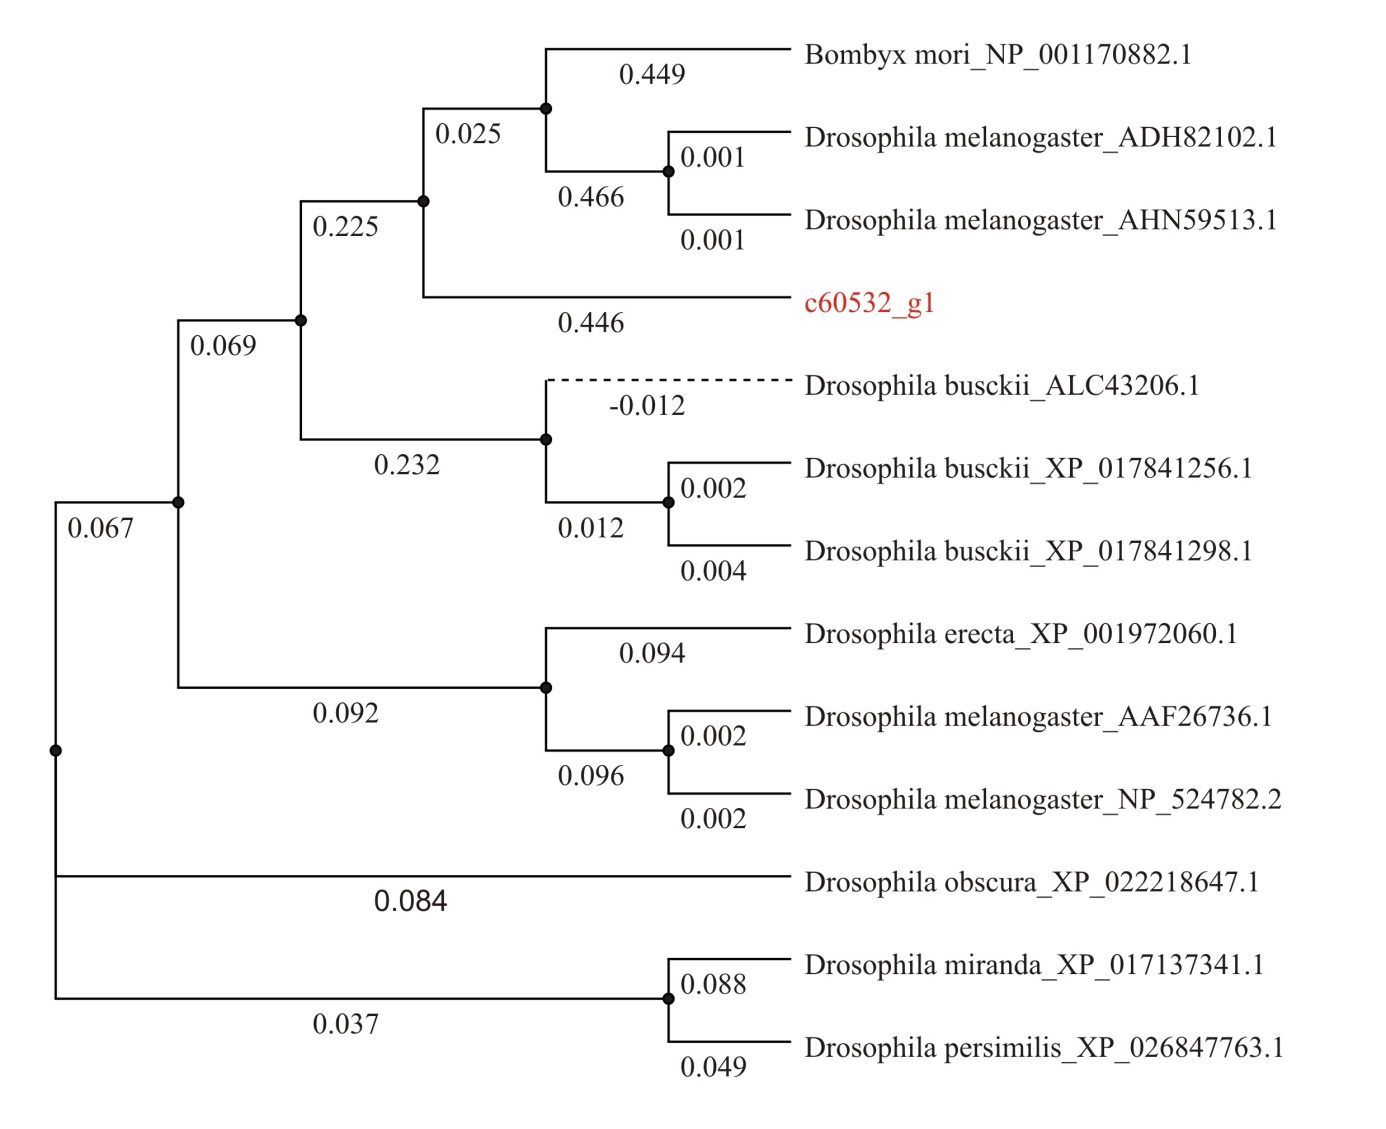 Bombyx mori_NP_001170882.1
0.449
0.025
Drosophila melanogaster_ADH82102.1
0.001
0.466
Drosophila melanogaster_AHN59513.1
0.001
0.225
c60532_g1
0.446
0.069
Drosophila busckii_ALC43206.1
-0.012
0.232
Drosophila busckii_XP_017841256.1
0.002
0.012
0.067
Drosophila busckii_XP_017841298.1
0.004
Drosophila erecta_XP_001972060.1
0.094
0.092
Drosophila melanogaster_AAF26736.1
0.002
0.096
Drosophila melanogaster_NP_524782.2
0.002
Drosophila obscura_XP_022218647.1
0.084
Drosophila miranda_XP_017137341.1
0.088
0.037
Drosophila persimilis_XP_026847763.1
0.049